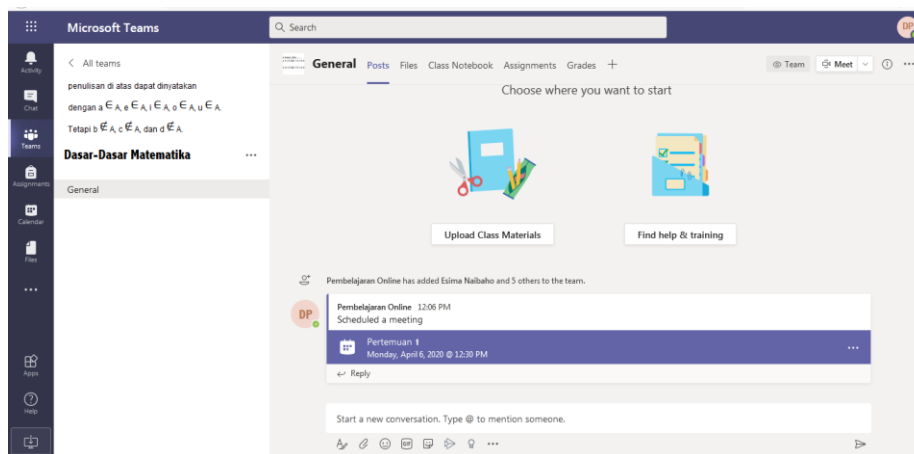 Microsoft Teams
Search
DP
Activity
Chat
Teams
Assignments
Calendar
Files
Apps
Help
< All teams
penulisan di atas dapat dinyatakan
dengan a ∈ A, e ∈ A, i ∈ A, o ∈ A, u ∈ A.
Tetapi b ∉ A, c ∉ A, dan d ∉ A.
Dasar-Dasar Matematika
General
General Posts Files Class Notebook Assignments Grades +
Team Meet
Choose where you want to start
Upload Class Materials Find help & training
Pembelajaran Online has added Esima Naibaho and 5 others to the team.
DP
Pembelajaran Online 12:06 PM
Scheduled a meeting
Pertemuan 1
Monday, April 6, 2020 @ 12:30 PM
Reply
Start a new conversation. Type @ to mention someone.
GIF